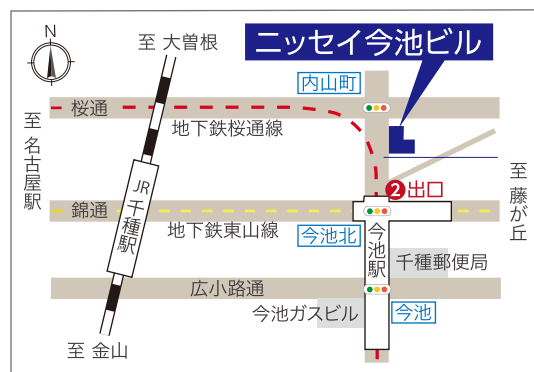 N
至 大曽根
ニッセイ今池ビル
内山町
桜通
地下鉄桜通線
至 名古屋駅
JR千種駅
2出口
至 藤が丘
錦通
地下鉄東山線
今池北
今池駅
千種郵便局
広小路通
今池ガスビル
今池
至 金山